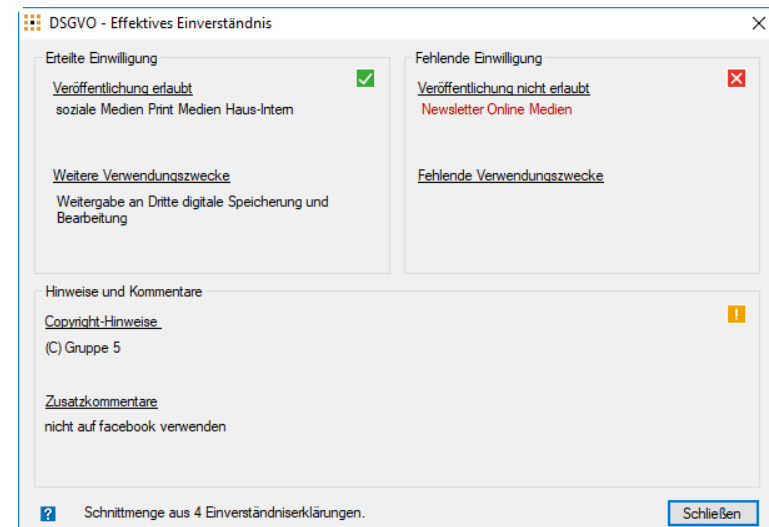 DSGVO - Effektives Einverständnis
Erteilte Einwilligung
Veröffentlichung erlaubt
soziale Medien Print Medien Haus-Intern
Weitere Verwendungszwecke
Weitergabe an Dritte digitale Speicherung und
Bearbeitung
Fehlende Einwilligung
Veröffentlichung nicht erlaubt
Newsletter Online Medien
Fehlende Verwendungszwecke
Hinweise und Kommentare
Copyright-Hinweise
(C) Gruppe 5
Zusatzkommentare
nicht auf facebook verwenden
Schnittmenge aus 4 Einverständniserklärungen.
Schließen